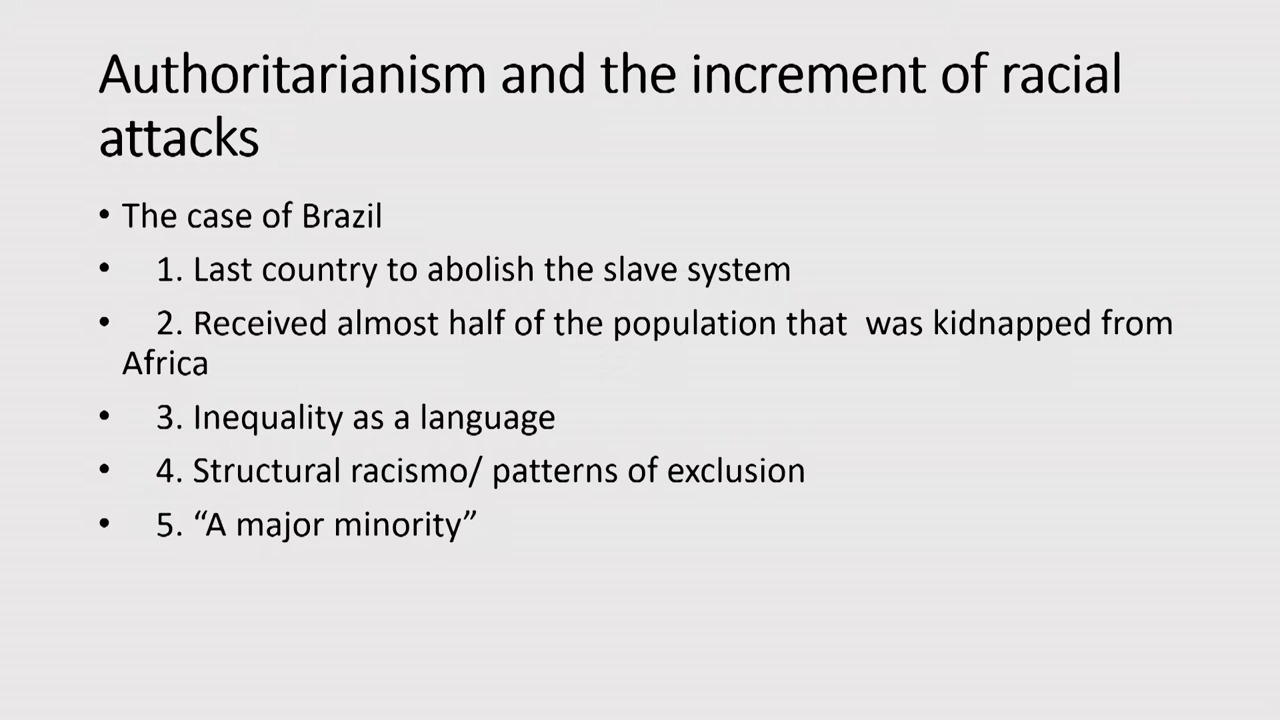 Authoritarianism and the increment of racial
attacks
• The case of Brazil
• 1. Last country to abolish the slave system
• 2. Received almost half of the population that  was kidnapped from
Africa
• 3. Inequality as a language
• 4. Structural racismo/ patterns of exclusion
• 5. “A major minority”